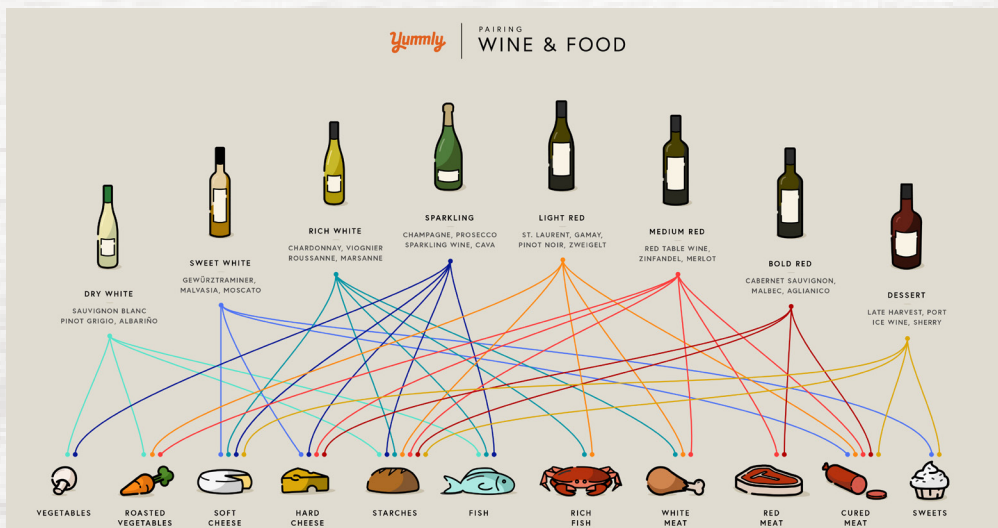 Yummly
PAIRING
WINE & FOOD
SPARKLING
CHAMPAGNE, PROSECCO
SPARKLING WINE, CAVA
LIGHT RED
ST. LAURENT, GAMAY,
PINOT NOIR, ZWEIGELT
RICH WHITE
CHARDONNAY, VIOGNIER
ROUSSANNE, MARSANNE
MEDIUM RED
RED TABLE WINE,
ZINFANDEL, MERLOT
SWEET WHITE
GEWÜRZTRAMINER,
MALVASIA, MOSCATO
BOLD RED
CABERNET SAUVIGNON,
MALBEC, AGLIANICO
DRY WHITE
SAUVIGNON BLANC
PINOT GRIGIO, ALBARIÑO
DESSERT
LATE HARVEST, PORT
ICE WINE, SHERRY
VEGETABLES
ROASTED
VEGETABLES
SOFT
CHEESE
HARD
CHEESE
STARCHES
FISH
RICH
FISH
WHITE
MEAT
RED
MEAT
CURED
MEAT
SWEETS